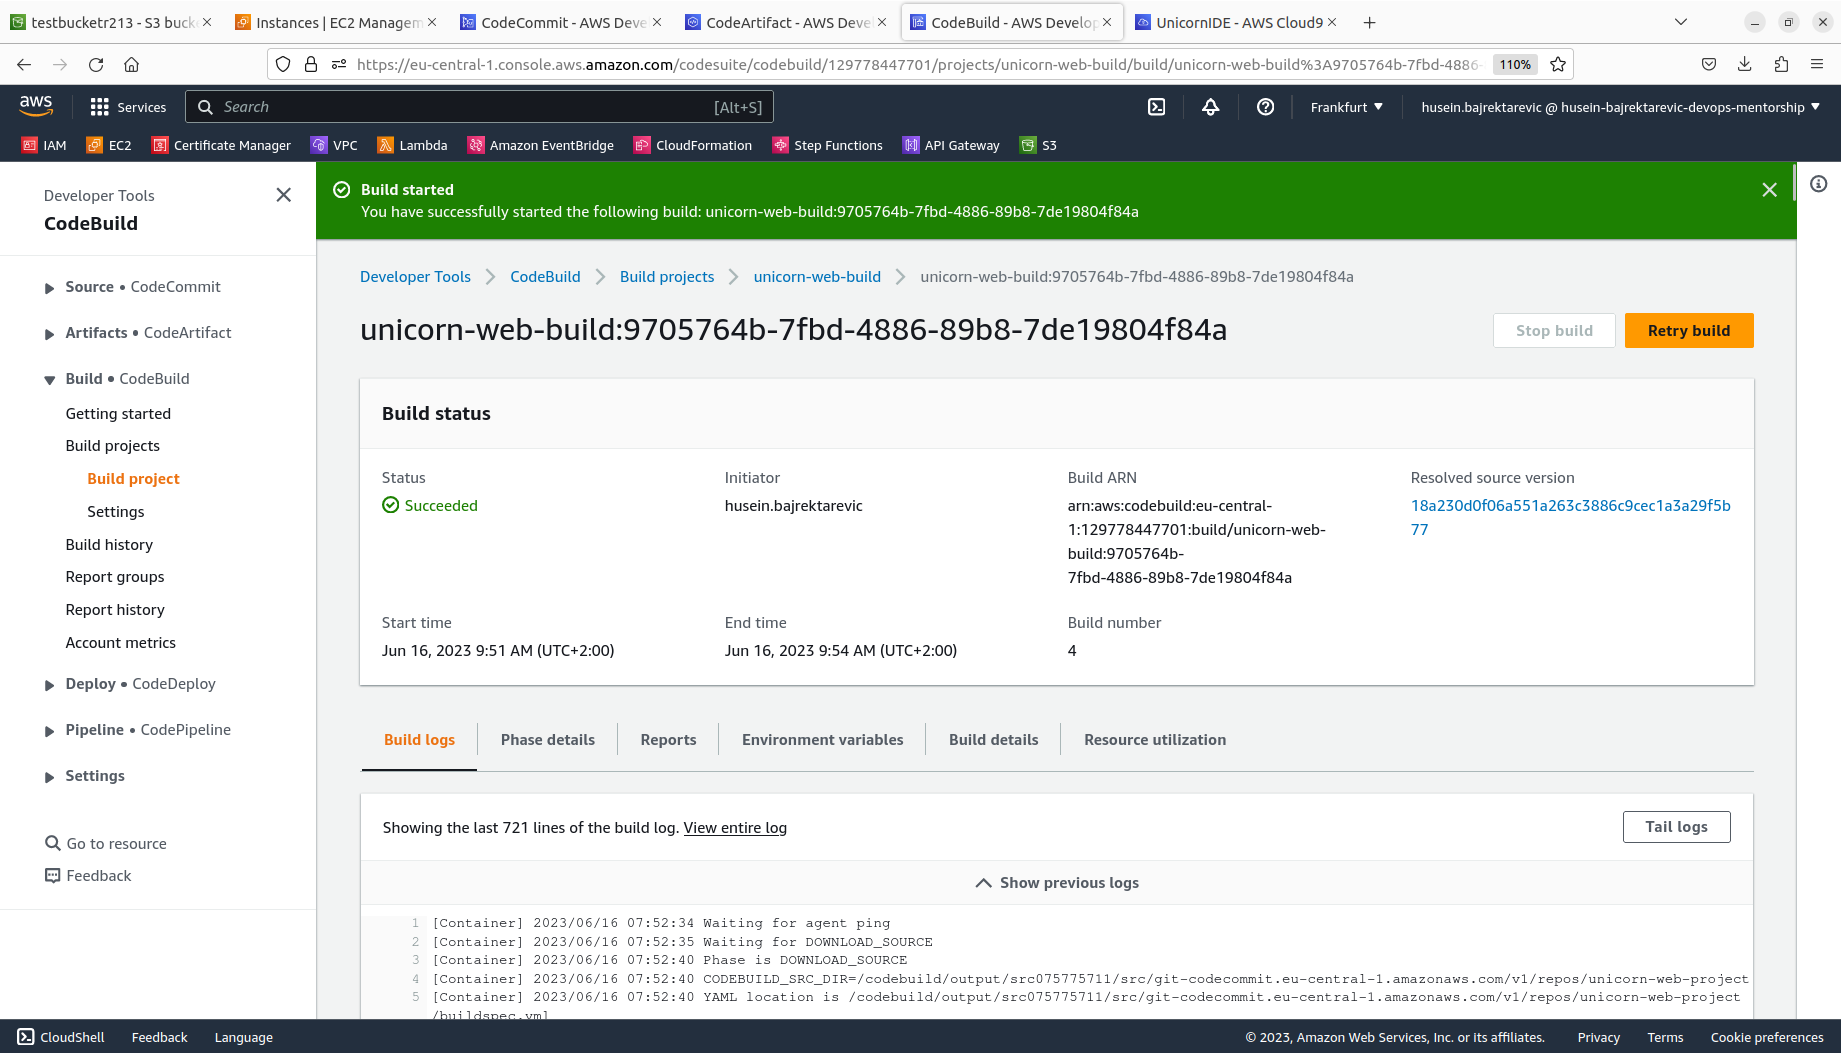 testbucketr213 - S3 buck
Instances | EC2 Managem
CodeCommit - AWS Deve
CodeArtifact - AWS Deve
CodeBuild - AWS Develop
UnicornIDE - AWS Cloud9
https://eu-central-1.console.aws.amazon.com/codesuite/codebuild/129778447701/projects/unicorn-web-build/build/unicorn-web-build%3A9705764b-7fbd-4886-
110%
aws
Services
Search
[Alt+S]
Frankfurt
husein.bajrektarevic @ husein-bajrektarevic-devops-mentorship
IAM
EC2
Certificate Manager
VPC
Lambda
Amazon EventBridge
CloudFormation
Step Functions
API Gateway
S3
Developer Tools
CodeBuild
Source • CodeCommit
Artifacts • CodeArtifact
Build • CodeBuild
Getting started
Build projects
Build project
Settings
Build history
Report groups
Report history
Account metrics
Deploy • CodeDeploy
Pipeline • CodePipeline
Settings
Go to resource
Feedback
Build started
You have successfully started the following build: unicorn-web-build:9705764b-7fbd-4886-89b8-7de19804f84a
Developer Tools
CodeBuild
Build projects
unicorn-web-build
unicorn-web-build:9705764b-7fbd-4886-89b8-7de19804f84a
unicorn-web-build:9705764b-7fbd-4886-89b8-7de19804f84a
Stop build
Retry build
Build status
Status
Succeeded
Initiator
husein.bajrektarevic
Build ARN
arn:aws:codebuild:eu-central-
1:129778447701:build/unicorn-web-
build:9705764b-
7fbd-4886-89b8-7de19804f84a
Resolved source version
18a230d0f06a551a263c3886c9cec1a3a29f5b
77
Start time
Jun 16, 2023 9:51 AM (UTC+2:00)
End time
Jun 16, 2023 9:54 AM (UTC+2:00)
Build number
4
Build logs
Phase details
Reports
Environment variables
Build details
Resource utilization
Showing the last 721 lines of the build log. View entire log
Tail logs
Show previous logs
1 [Container] 2023/06/16 07:52:34 Waiting for agent ping
2 [Container] 2023/06/16 07:52:35 Waiting for DOWNLOAD_SOURCE
3 [Container] 2023/06/16 07:52:40 Phase is DOWNLOAD_SOURCE
4 [Container] 2023/06/16 07:52:40 CODEBUILD_SRC_DIR=/codebuild/output/src075775711/src/git-codecommit.eu-central-1.amazonaws.com/v1/repos/unicorn-web-project
5 [Container] 2023/06/16 07:52:40 YAML location is /codebuild/output/src075775711/src/git-codecommit.eu-central-1.amazonaws.com/v1/repos/unicorn-web-project
/buildspec.yml
CloudShell
Feedback
Language
© 2023, Amazon Web Services, Inc. or its affiliates.
Privacy
Terms
Cookie preferences